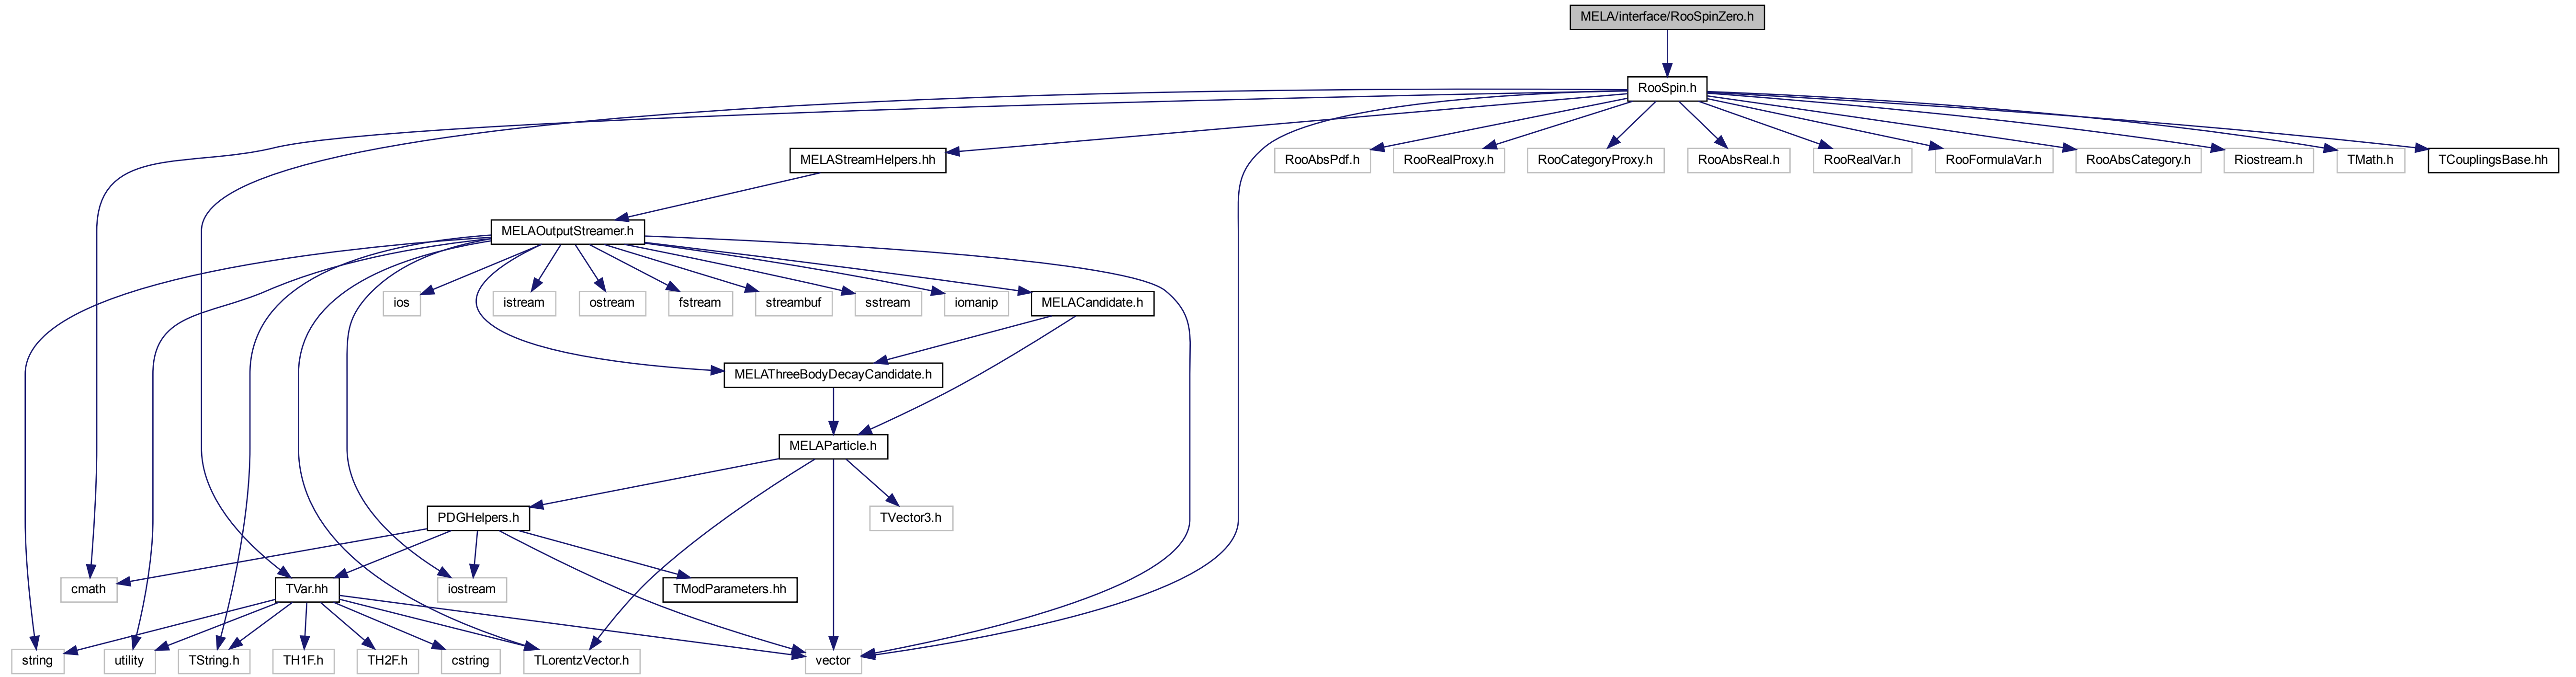 MELA/interface/RooSpinZero.h
RooSpin.h
MELAStreamHelpers.hh
RooAbsPdf.h
RooRealProxy.h
RooCategoryProxy.h
RooAbsReal.h
RooRealVar.h
RooFormulaVar.h
RooAbsCategory.h
Riostream.h
TMath.h
TCouplingsBase.hh
MELAOutputStreamer.h
ios
istream
ostream
fstream
streambuf
sstream
iomanip
MELACandidate.h
MELAThreeBodyDecayCandidate.h
MELAParticle.h
PDGHelpers.h
TVector3.h
cmath
TVar.hh
iostream
TModParameters.hh
string
utility
TString.h
TH1F.h
TH2F.h
cstring
TLorentzVector.h
vector